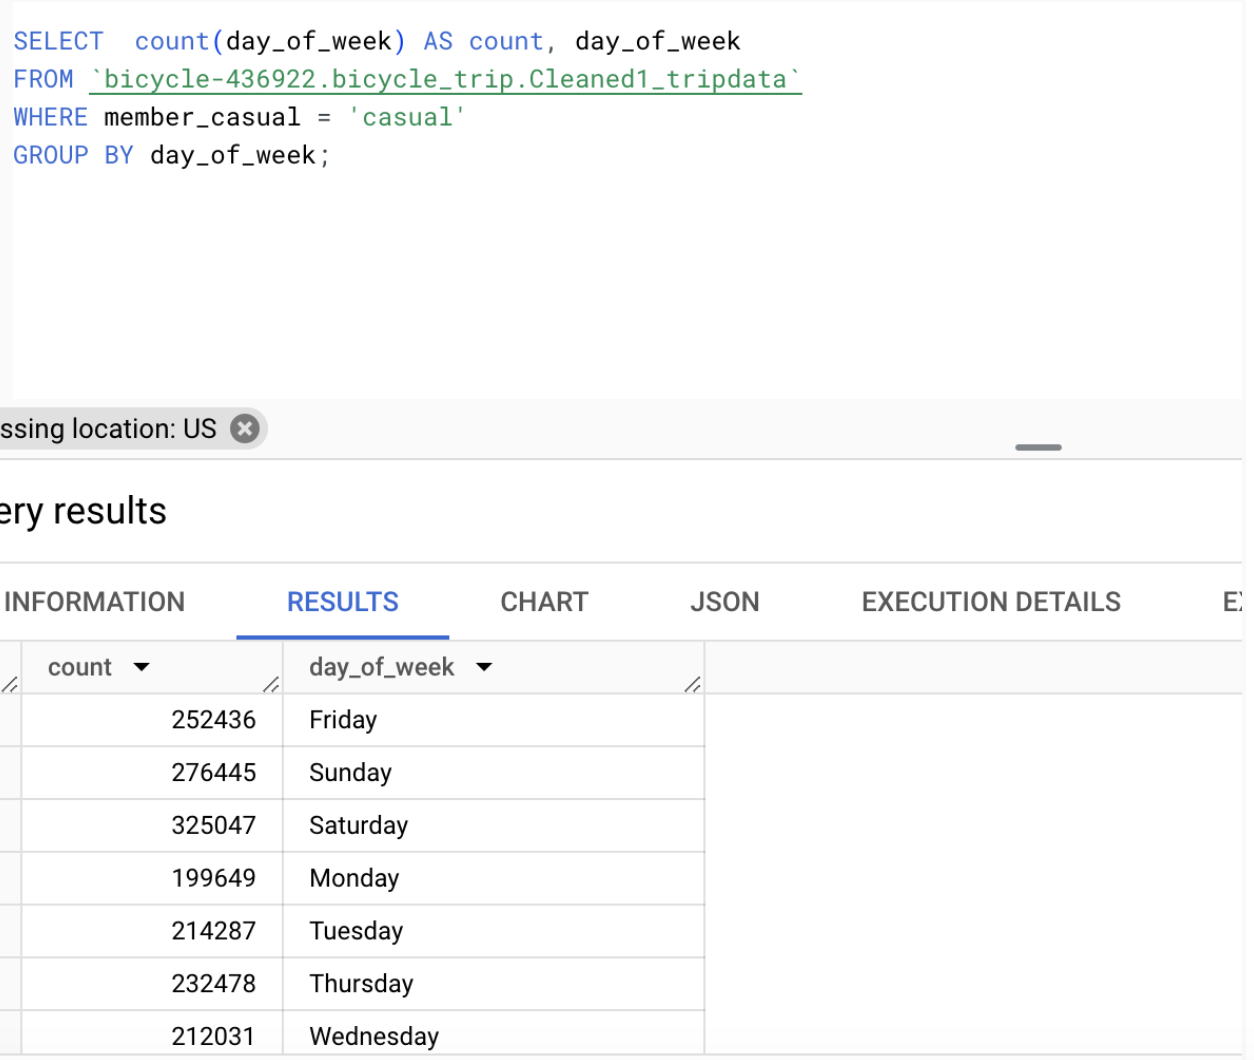 SELECT  count(day_of_week) AS count, day_of_week
FROM `bicycle-436922.bicycle_trip.Cleaned1_tripdata`
WHERE member_casual = 'casual'
GROUP BY day_of_week;
ssing location: US
ery results
INFORMATION RESULTS CHART JSON EXECUTION DETAILS EX
count day_of_week
252436 Friday
276445 Sunday
325047 Saturday
199649 Monday
214287 Tuesday
232478 Thursday
212031 Wednesday